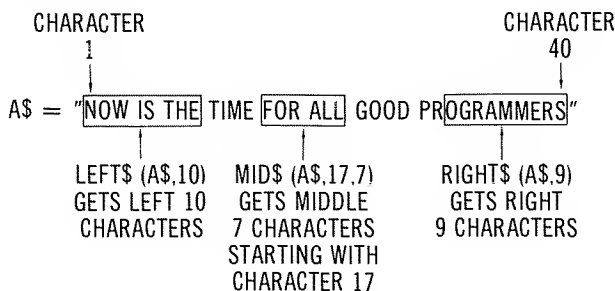 CHARACTER
1
CHARACTER
40
A$ = "NOW IS THE TIME FOR ALL GOOD PROGRAMMERS"
LEFT$ (A$,10)
GETS LEFT 10
CHARACTERS
MID$ (A$,17,7)
GETS MIDDLE
7 CHARACTERS
STARTING WITH
CHARACTER 17
RIGHT$ (A$,9)
GETS RIGHT
9 CHARACTERS